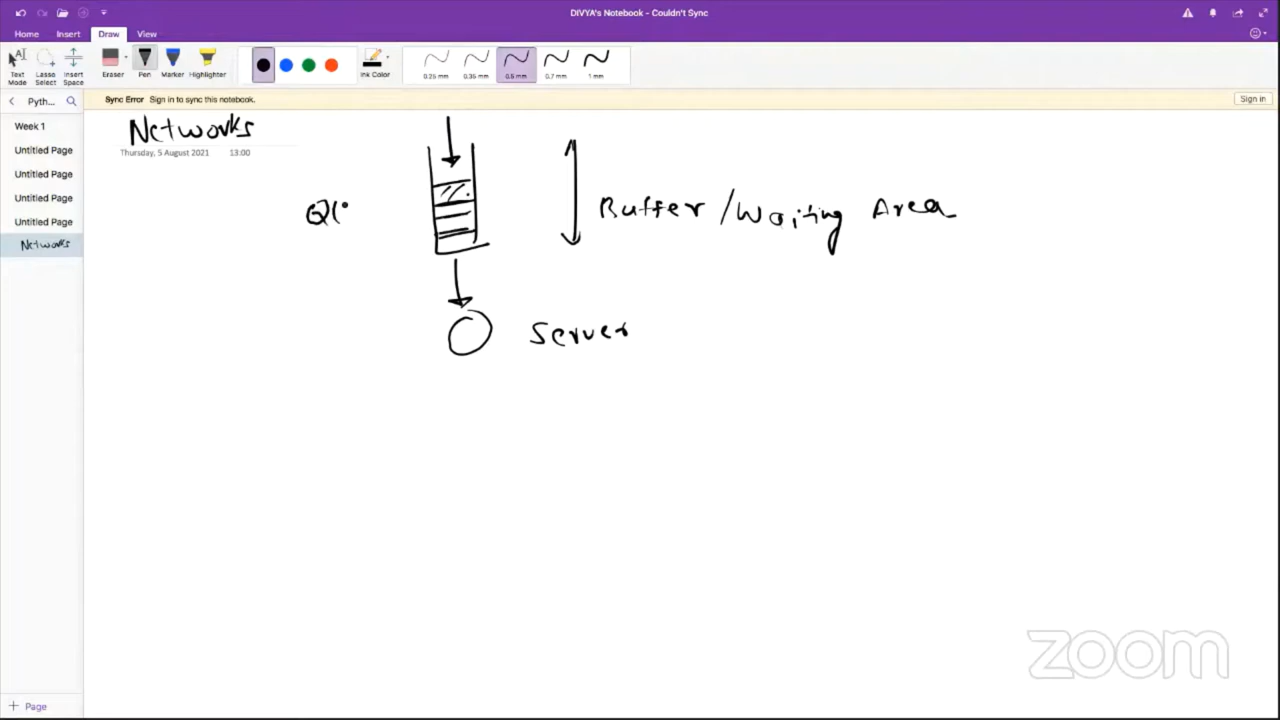 DIVYA's Notebook - Couldn't Sync
Home Insert Draw View
Text Mode Lasso Select Insert Space Eraser Pen Marker Highlighter Ink Color 0.25 mm 0.35 mm 0.5 mm 0.7 mm 1 mm
Sync Error Sign in to sync this notebook. Sign in
Pyth...
Week 1
Untitled Page
Untitled Page
Untitled Page
Untitled Page
Networks
Networks
Thursday, 5 August 2021 13:00
Buffer/Waiting Area
Server
zoom
+ Page